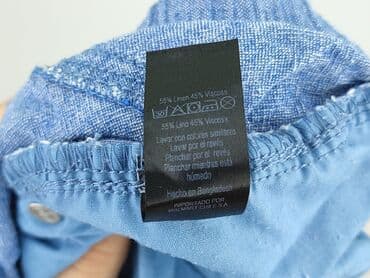 55% Linen 45% Viscose
55% Lino 45% Viscosa
Lavar con colores similares
Lavar por el revés
Planchar por el revés
Planchar mientras está
húmedo
Hecho en Bangladesh
IMPORTADO POR